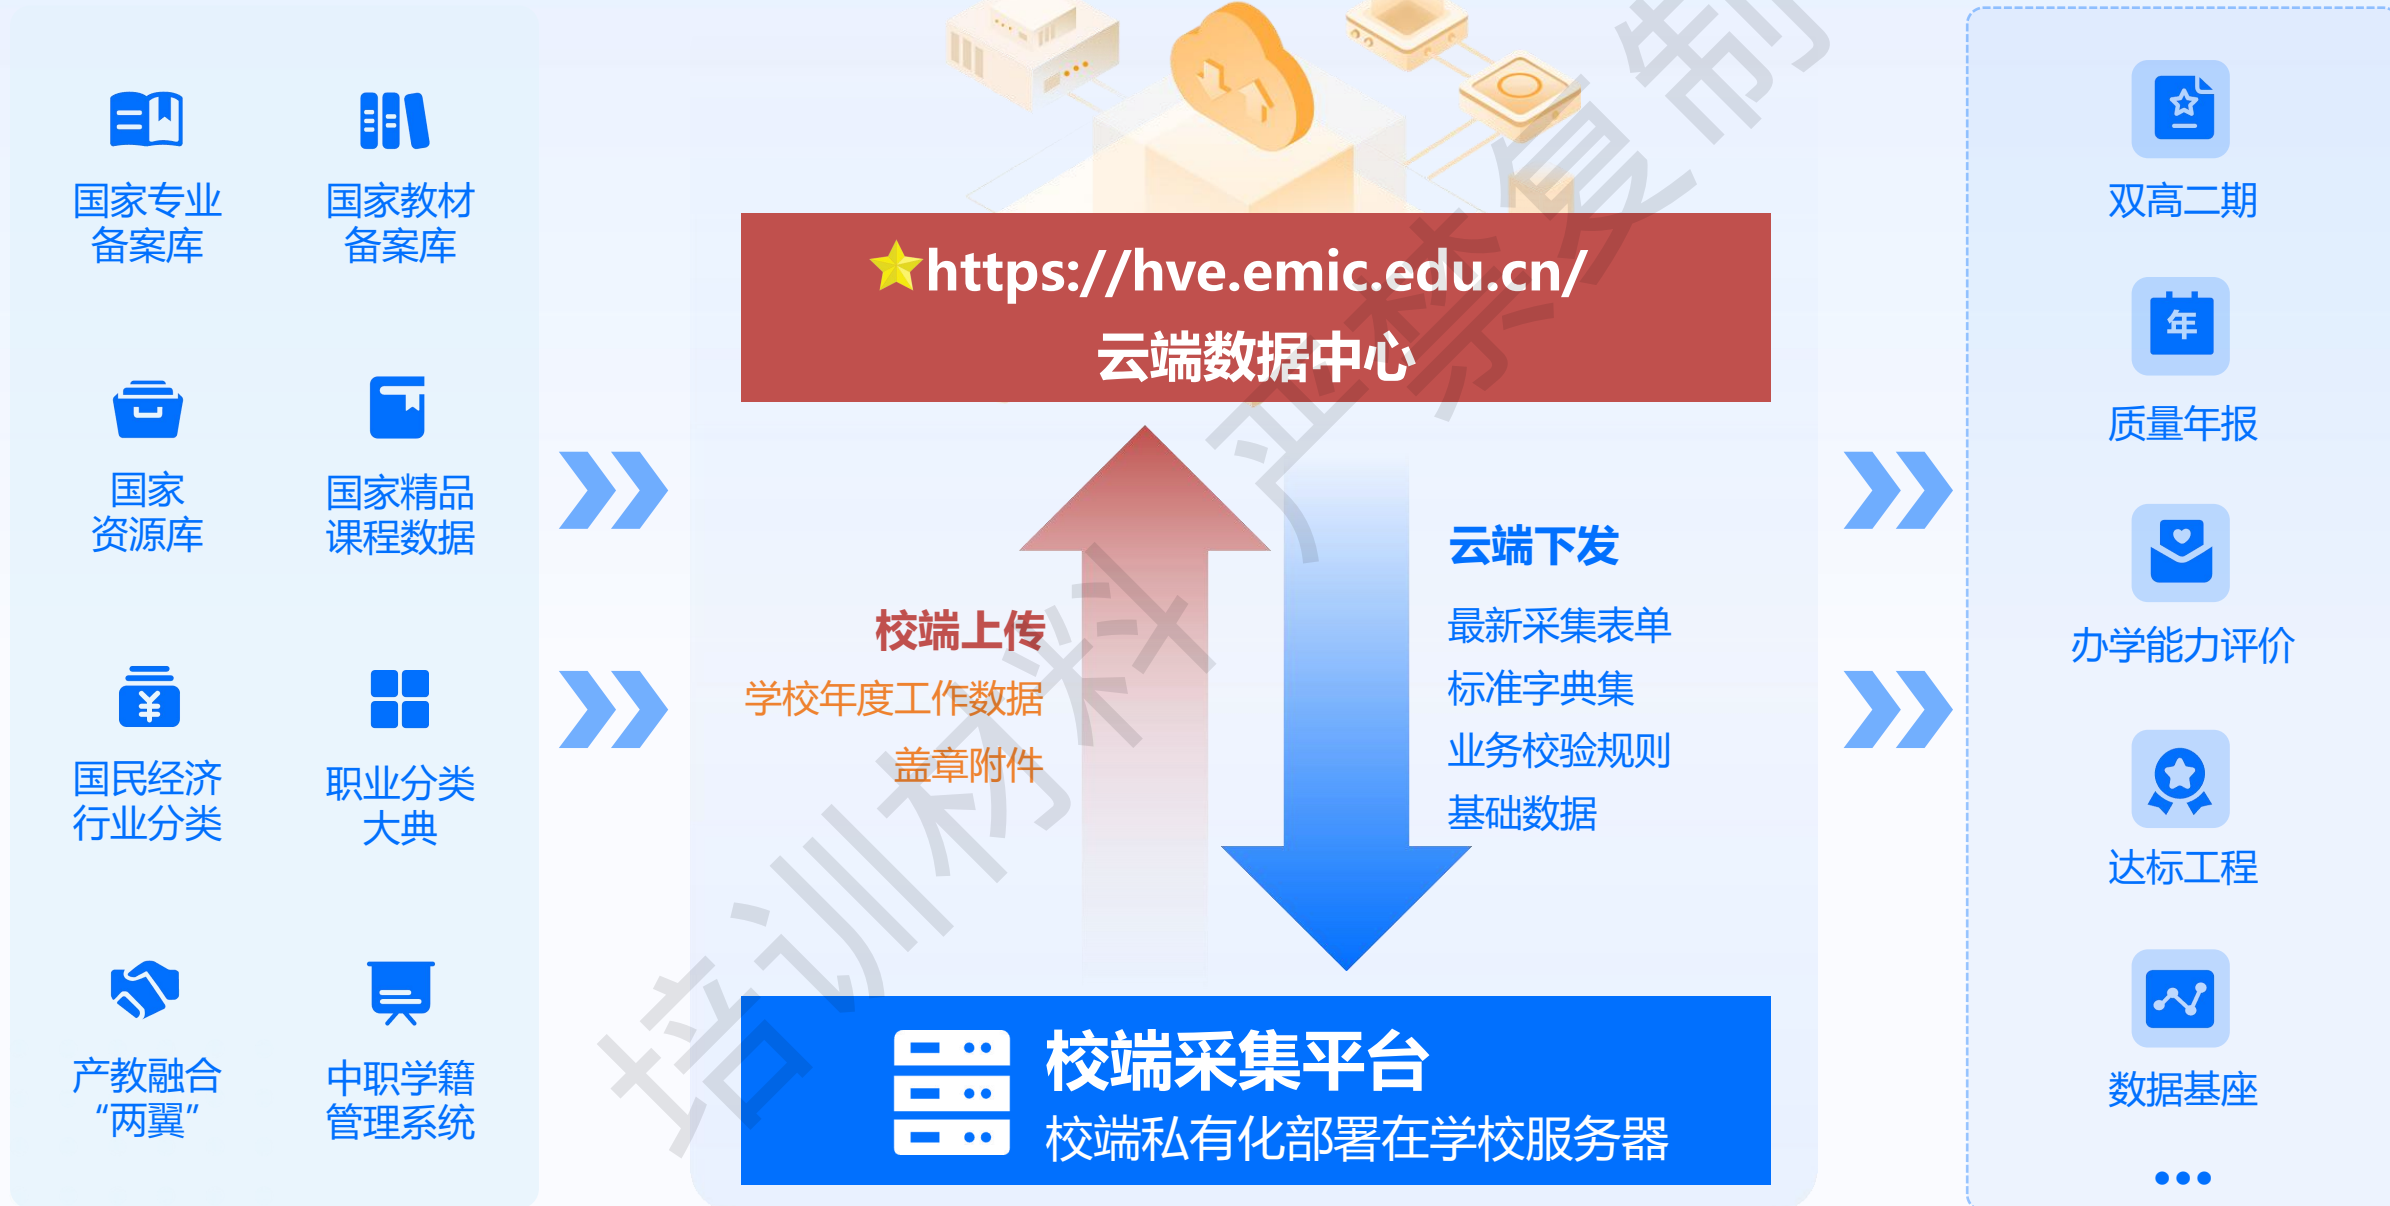 国家专业
备案库
国家教材
备案库
国家
资源库
国家精品
课程数据
国民经济
行业分类
职业分类
大典
产教融合
“两翼”
中职学籍
管理系统
https://hve.emic.edu.cn/
云端数据中心
校端上传
学校年度工作数据
盖章附件
云端下发
最新采集表单
标准字典集
业务校验规则
基础数据
校端采集平台
校端私有化部署在学校服务器
双高二期
年
质量年报
办学能力评价
达标工程
数据基座
•••
培训材料 严禁复制